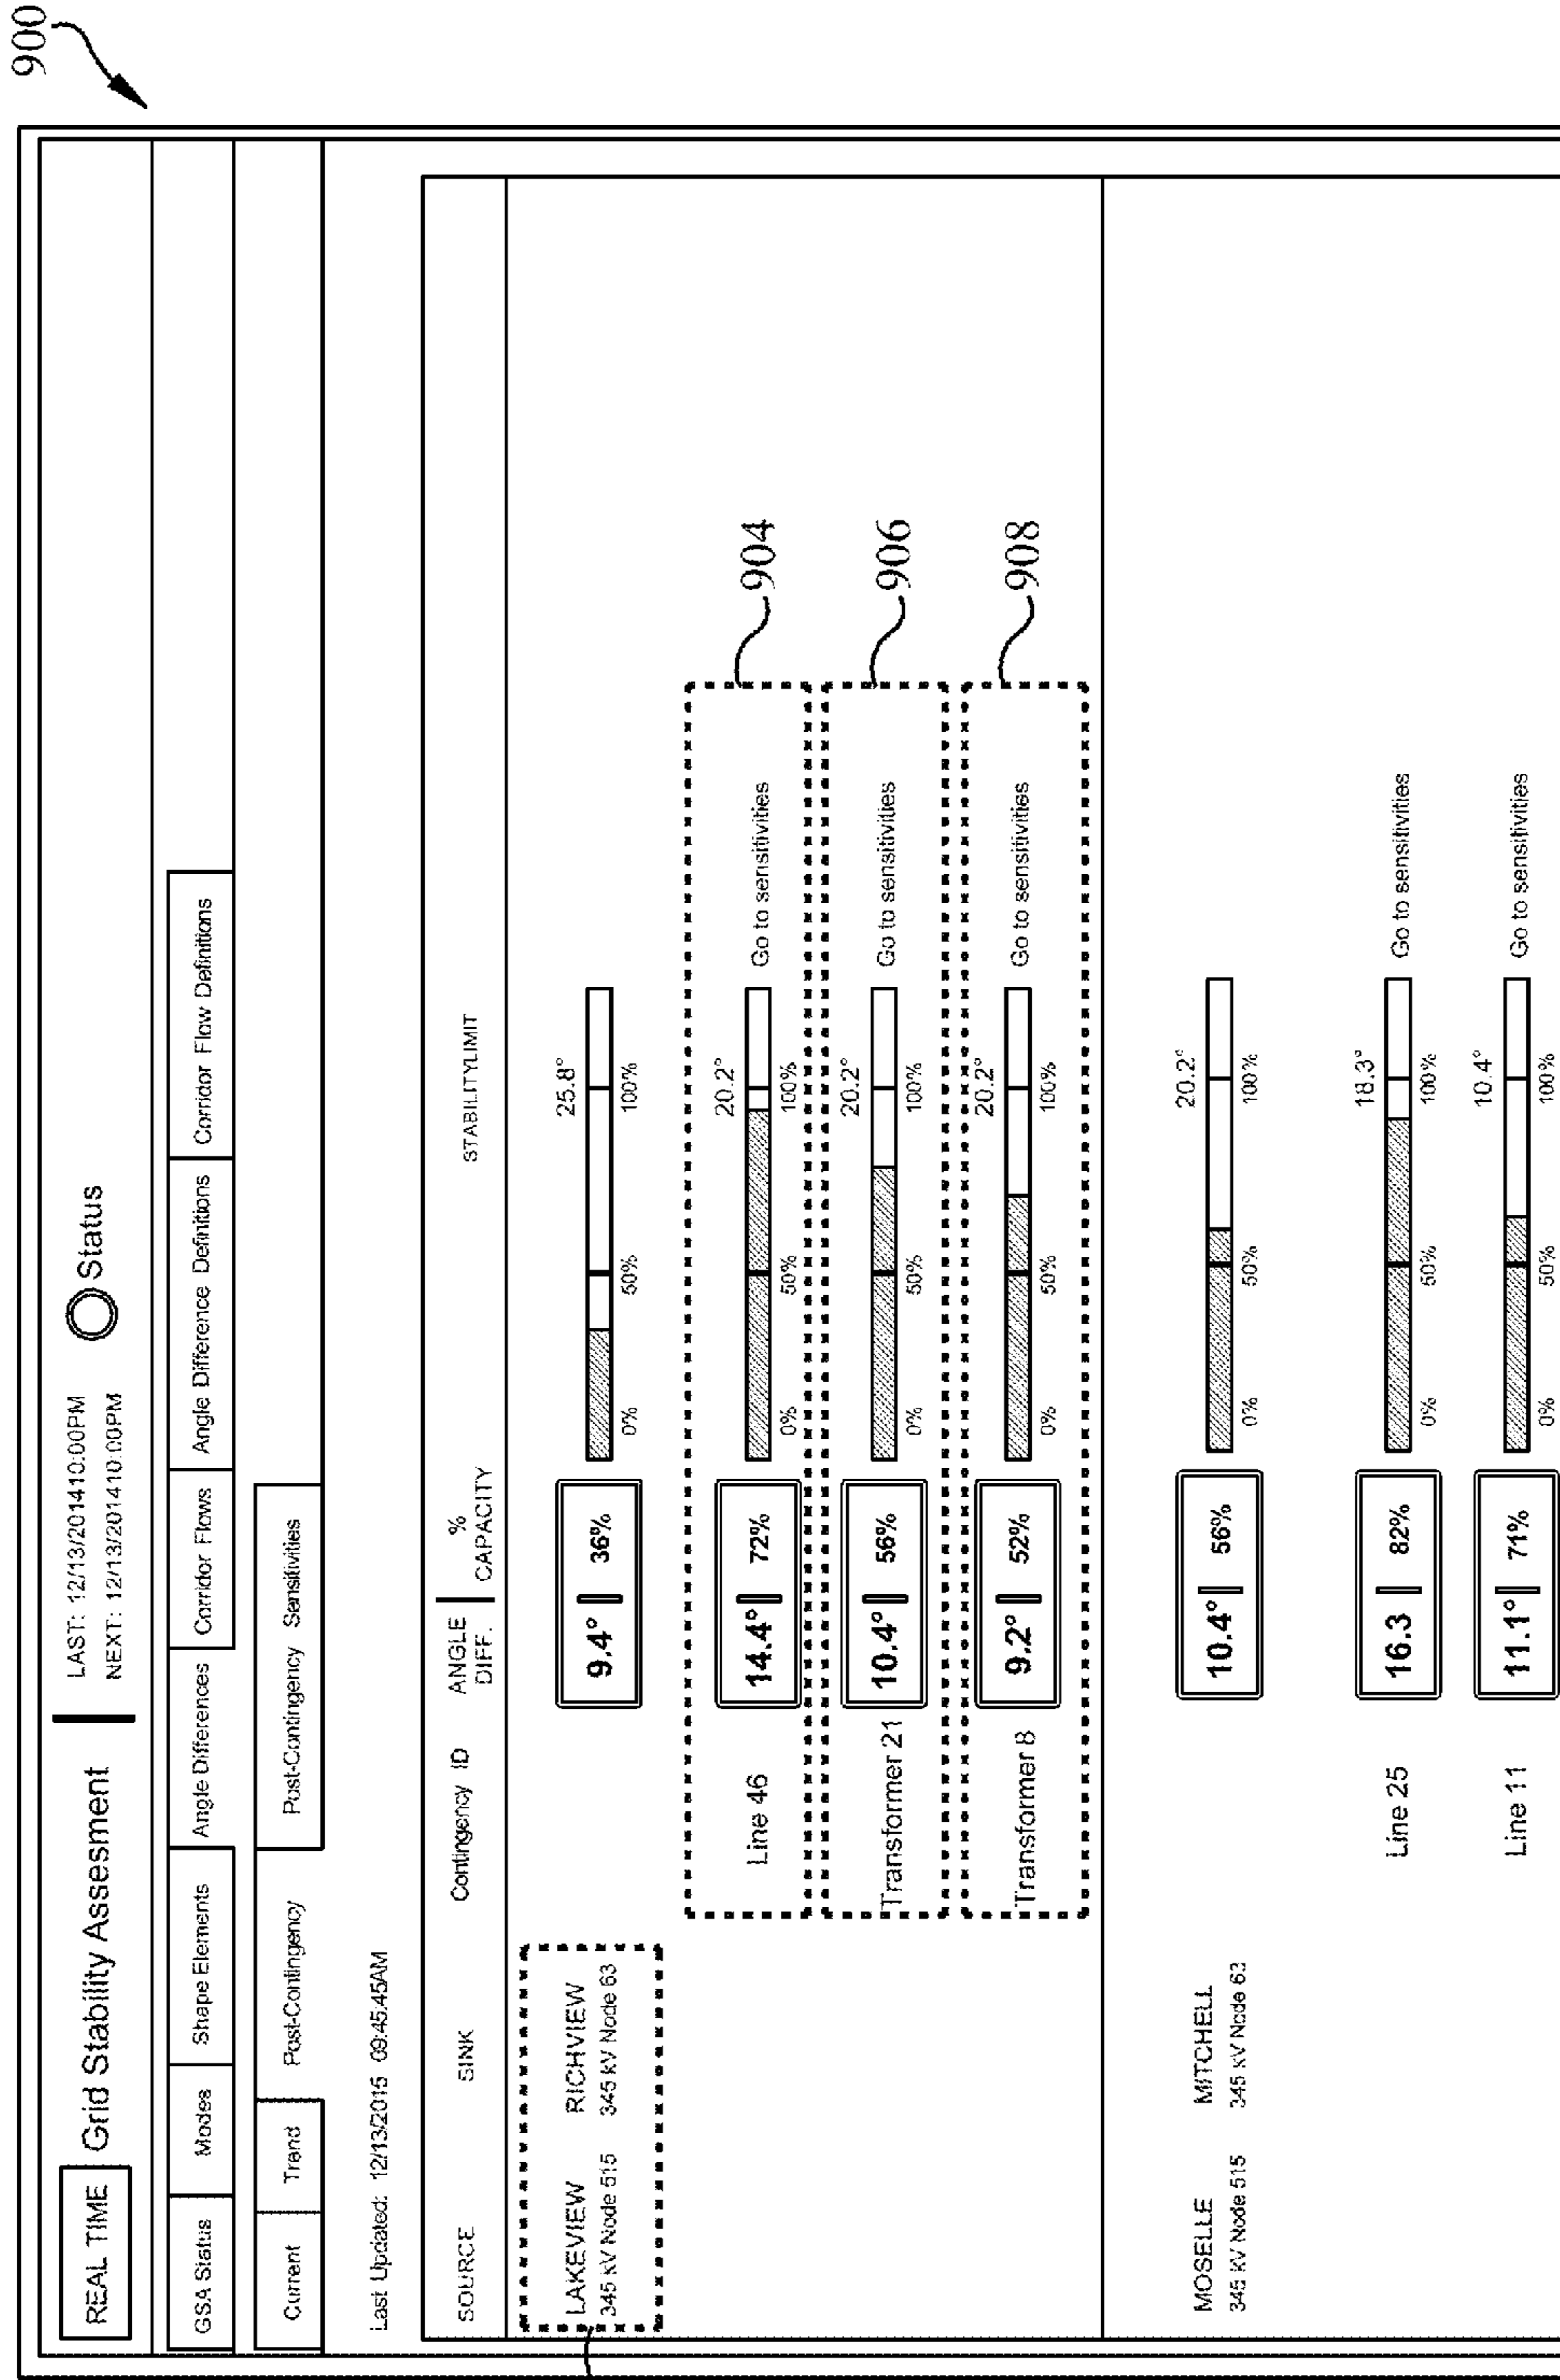 900
REAL TIME Grid Stability Assesment
LAST: 12/13/201410:00PM
NEXT: 12/13/201410:00PM
Status
GSA Status Modes Shape Elements Angle Differences Corridor Flows Angle Difference Definitions Corridor Flow Definitions
Current Trend Post-Contingency Post-Contingency Sensitivities
Last Updated: 12/13/2015 09:45:45AM
SOURCE SINK Contingency ID ANGLE DIFF. % CAPACITY STABILITYLIMIT
LAKEVIEW RICHVIEW
345 kV Node 515 345 kV Node 63
9.4° 36% 25.8°
0% 50% 100%
Line 46 14.4° 72% 20.2° Go to sensitivities 904
0% 50% 100%
Transformer 21 10.4° 56% 20.2° Go to sensitivities 906
0% 50% 100%
Transformer 8 9.2° 52% 20.2° Go to sensitivities 908
0% 50% 100%
MOSELLE MITCHELL
345 kV Node 515 345 kV Node 63
10.4° 56% 20.2°
0% 50% 100%
Line 25 16.3 82% 18.3° Go to sensitivities
0% 50% 100%
Line 11 11.1° 71% 10.4° Go to sensitivities
0% 50% 100%